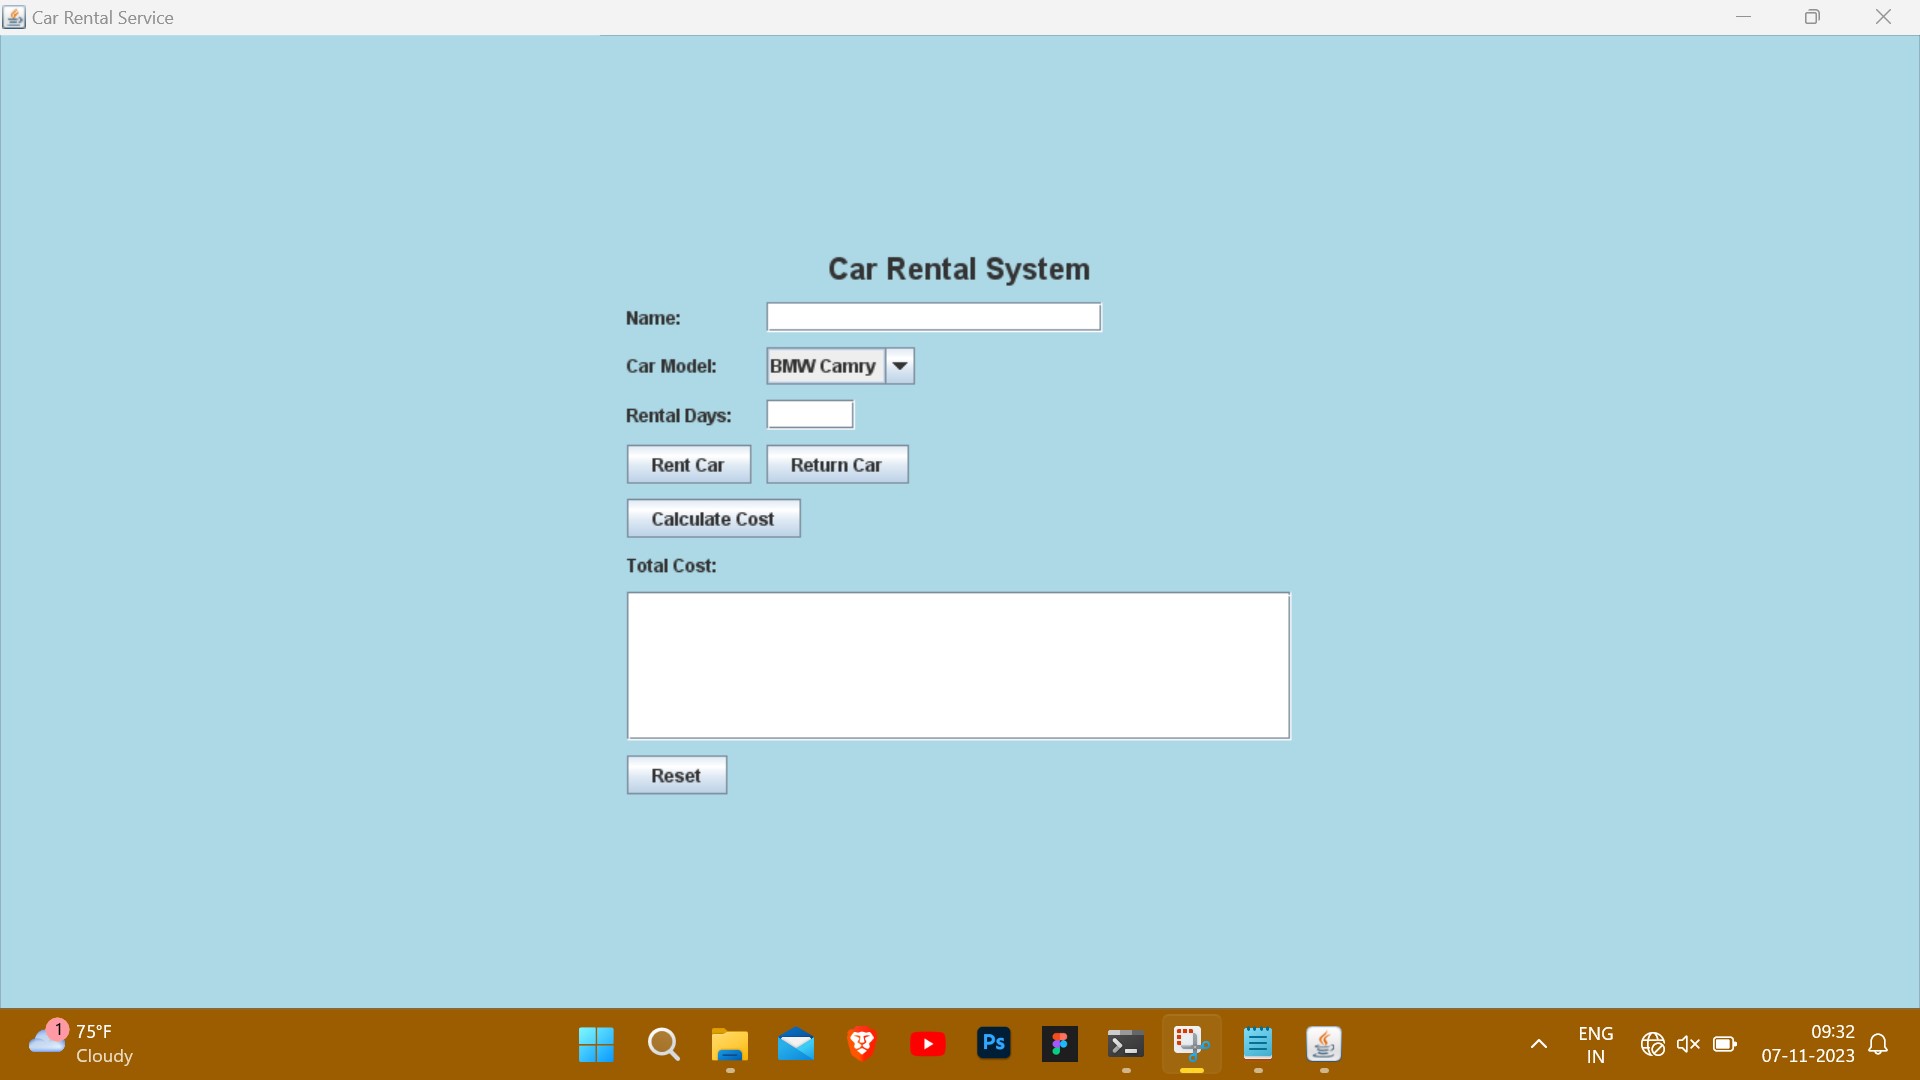 Car Rental Service
Car Rental System
Name:
Car Model: BMW Camry
Rental Days:
Rent Car Return Car
Calculate Cost
Total Cost:
Reset
1 75°F
Cloudy
Ps
ENG
IN
09:32
07-11-2023